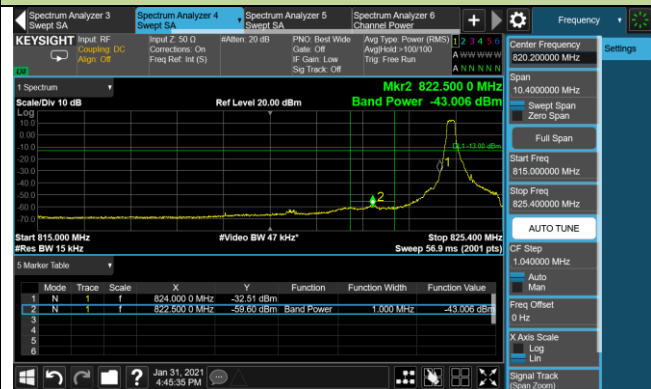 Spectrum Analyzer 3
Swept SA
Spectrum Analyzer 4
Swept SA
Spectrum Analyzer 5
Swept SA
Spectrum Analyzer 6
Channel Power
Frequency
KEYSIGHT
Input: RF
Coupling: DC
Align: Off
Input Z: 50 Ω
Corrections: On
Freq Ref: Int (S)
#Atten: 20 dB
PNO: Best Wide
Gate: Off
IF Gain: Low
Sig Track: Off
Avg Type: Power (RMS)
Avg|Hold:>100/100
Trig: Free Run
1 2 3 4 5 6
A W W W W W
A N N N N N
LXI
1 Spectrum
Scale/Div 10 dB
Ref Level 20.00 dBm
Mkr2 822.500 0 MHz
Band Power -43.006 dBm
Log
10.0
0.00
-10.0
-20.0
-30.0
-40.0
-50.0
-60.0
-70.0
DL1 -13.00 dBm
1
2
Start 815.000 MHz
#Video BW 47 kHz*
Stop 825.400 MHz
#Res BW 15 kHz
Sweep 56.9 ms (2001 pts)
5 Marker Table
Mode Trace Scale X Y Function Function Width Function Value
1 N 1 f 824.000 0 MHz -32.51 dBm
2 N 1 f 822.500 0 MHz -59.60 dBm Band Power 1.000 MHz -43.006 dBm
3
4
5
6
Jan 31, 2021
4:45:35 PM
Center Frequency
820.200000 MHz
Settings
Span
10.4000000 MHz
Swept Span
Zero Span
Full Span
Start Freq
815.000000 MHz
Stop Freq
825.400000 MHz
AUTO TUNE
CF Step
1.040000 MHz
Auto
Man
Freq Offset
0 Hz
X Axis Scale
Log
Lin
Signal Track
(Span Zoom)